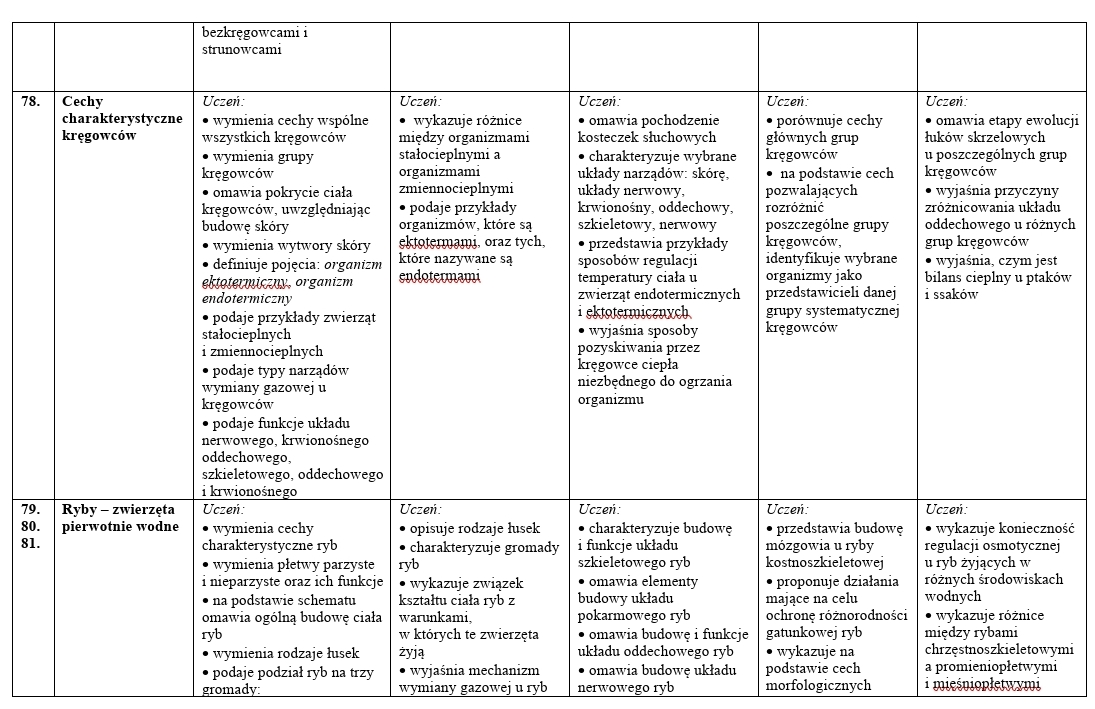 bezkręgowcami i
strunowcami
78.
Cechy
charakterystyczne
kręgowców
Uczeń:
• wymienia cechy wspólne
wszystkich kręgowców
• wymienia grupy
kręgowców
• omawia pokrycie ciała
kręgowców, uwzględniając
budowę skóry
• wymienia wytwory skóry
• definiuje pojęcia: organizm
ektotermiczny, organizm
endotermiczny
• podaje przykłady zwierząt
stałocieplnych
i zmiennocieplnych
• podaje typy narządów
wymiany gazowej u
kręgowców
• podaje funkcje układu
nerwowego, krwionośnego
oddechowego,
szkieletowego, oddechowego
i krwionośnego
Uczeń:
• wykazuje różnice
między organizmami
stałocieplnymi a
organizmami
zmiennocieplnymi
• podaje przykłady
organizmów, które są
ektotermami, oraz tych,
które nazywane są
endotermami
Uczeń:
• omawia pochodzenie
kosteczek słuchowych
• charakteryzuje wybrane
układy narządów: skórę,
układy nerwowy,
krwionośny, oddechowy,
szkieletowy, nerwowy
• przedstawia przykłady
sposobów regulacji
temperatury ciała u
zwierząt endotermicznych
i ektotermicznych
• wyjaśnia sposoby
pozyskiwania przez
kręgowce ciepła
niezbędnego do ogrzania
organizmu
Uczeń:
• porównuje cechy
głównych grup
kręgowców
• na podstawie cech
pozwalających
rozróżnić
poszczególne grupy
kręgowców,
identyfikuje wybrane
organizmy jako
przedstawicieli danej
grupy systematycznej
kręgowców
Uczeń:
• omawia etapy ewolucji
łuków skrzelowych
u poszczególnych grup
kręgowców
• wyjaśnia przyczyny
zróżnicowania układu
oddechowego u różnych
grup kręgowców
• wyjaśnia, czym jest
bilans cieplny u ptaków
i ssaków
79.
80.
81.
Ryby – zwierzęta
pierwotnie wodne
Uczeń:
• wymienia cechy
charakterystyczne ryb
• wymienia płetwy parzyste
i nieparzyste oraz ich funkcje
• na podstawie schematu
omawia ogólną budowę ciała
ryb
• wymienia rodzaje łusek
• podaje podział ryb na trzy
gromady:
Uczeń:
• opisuje rodzaje łusek
• charakteryzuje gromady
ryb
• wykazuje związek
kształtu ciała ryb z
warunkami,
w których te zwierzęta
żyją
• wyjaśnia mechanizm
wymiany gazowej u ryb
Uczeń:
• charakteryzuje budowę
i funkcje układu
szkieletowego ryb
• omawia elementy
budowy układu
pokarmowego ryb
• omawia budowę i funkcje
układu oddechowego ryb
• omawia budowę układu
nerwowego ryb
Uczeń:
• przedstawia budowę
mózgowia u ryby
kostnoszkieletowej
• proponuje działania
mające na celu
ochronę różnorodności
gatunkowej ryb
• wykazuje na
podstawie cech
morfologicznych
Uczeń:
• wykazuje konieczność
regulacji osmotycznej
u ryb żyjących w
różnych środowiskach
wodnych
• wykazuje różnice
między rybami
chrzęstnoszkieletowymi
a promieniopłetwymi
i mięśniopłetwymi